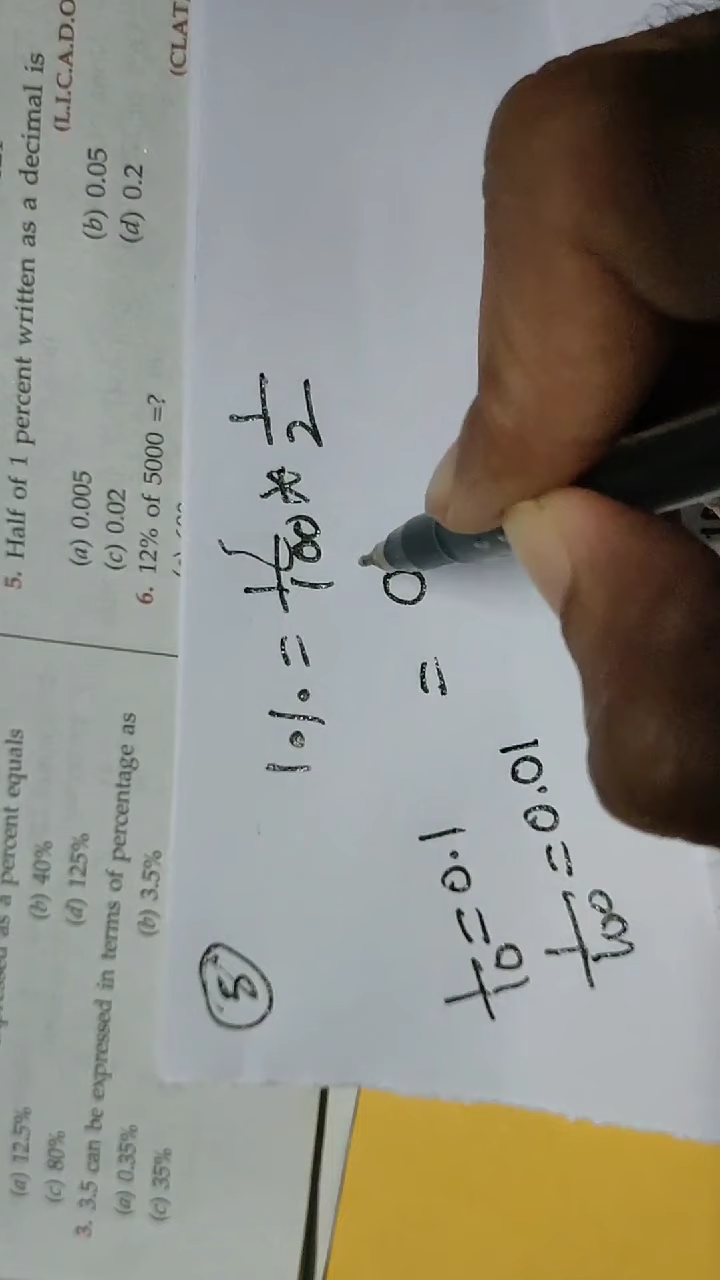 as a percent equals
(a) 12.5%
(b) 40%
(c) 80%
(d) 125%
3. 3.5 can be expressed in terms of percentage as
(a) 0.35%
(b) 3.5%
(c) 35%
5. Half of 1 percent written as a decimal is
(L.I.C.A.D.O
(a) 0.005
(b) 0.05
(c) 0.02
(d) 0.2
6. 12% of 5000 =?
(CLAT,
5
1% = 1/100 * 1/2
= 0
1/10 = 0.1
1/100 = 0.01